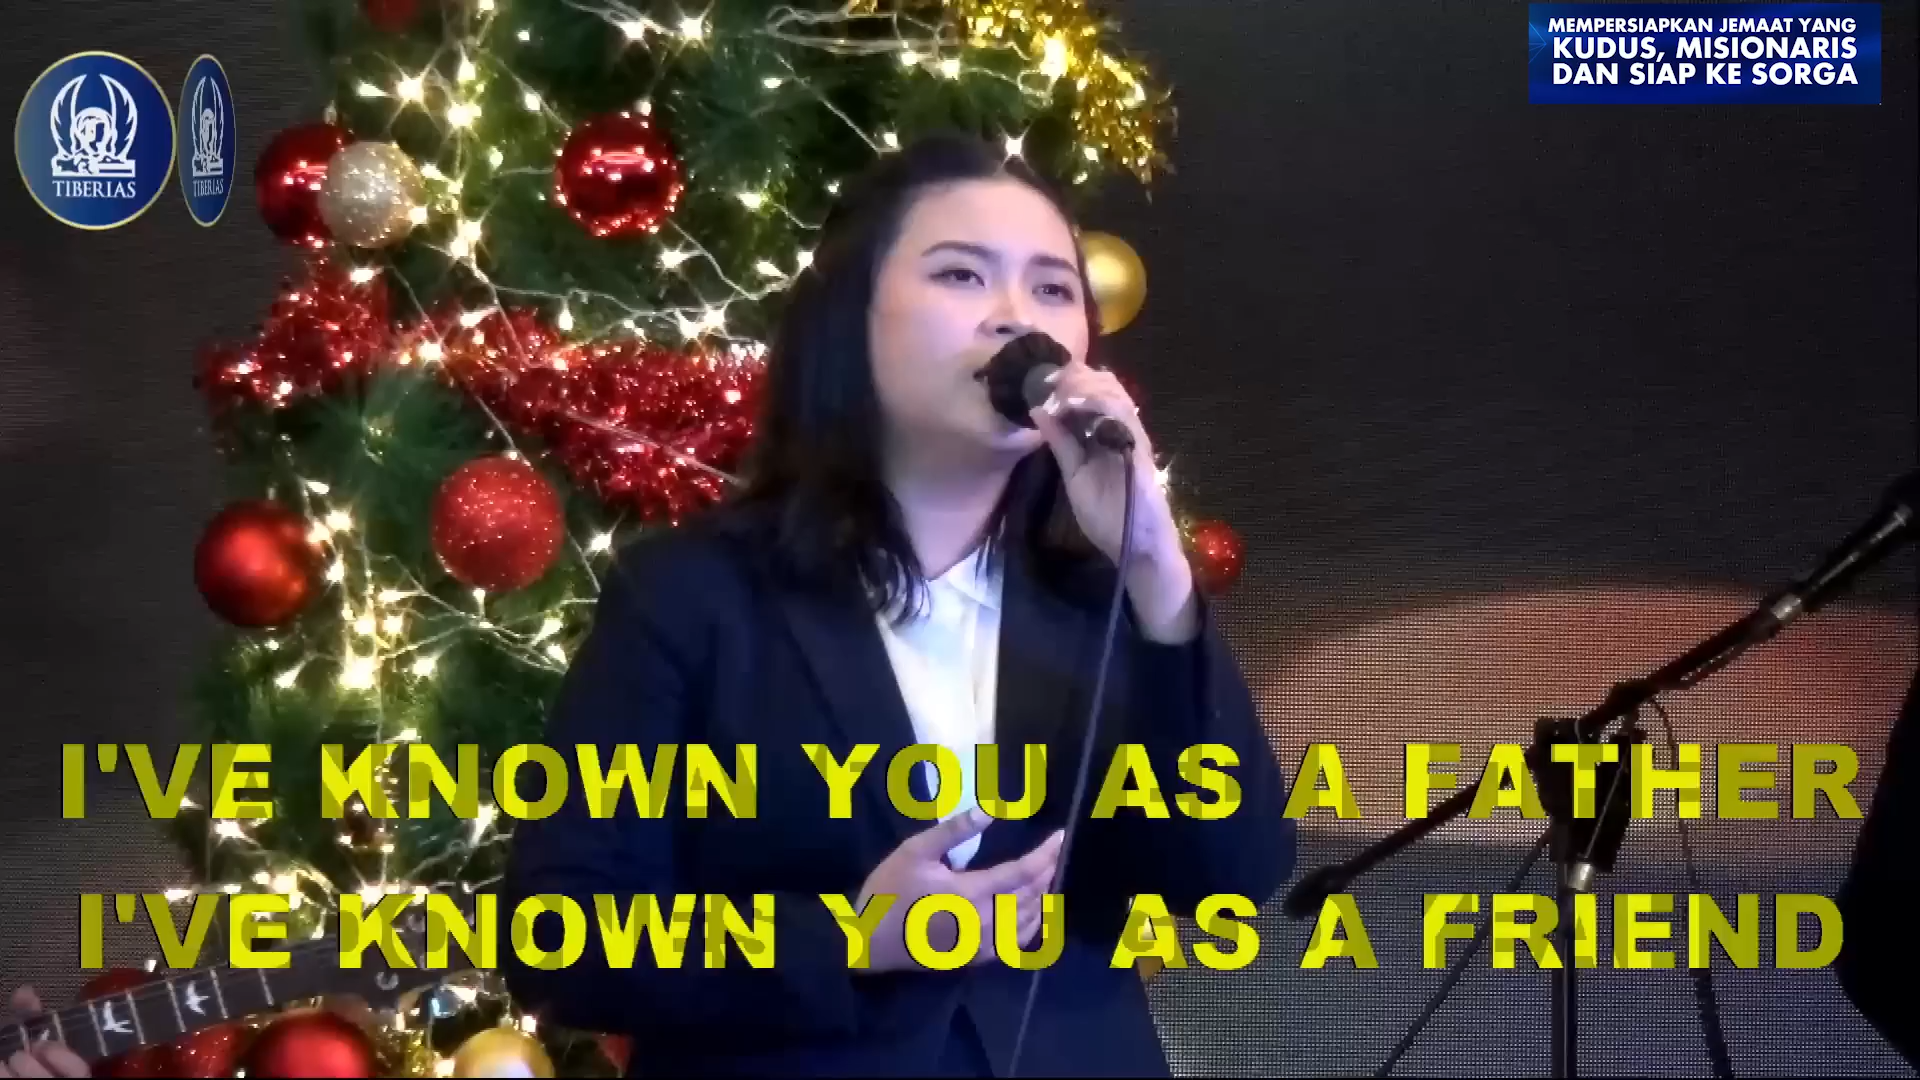 MEMPERSIAPKAN JEMAAT YANG
KUDUS, MISIONARIS
DAN SIAP KE SORGA
TIBERIAS
TIBERIAS
I'VE KNOWN YOU AS A FATHER
I'VE KNOWN YOU AS A FRIEND